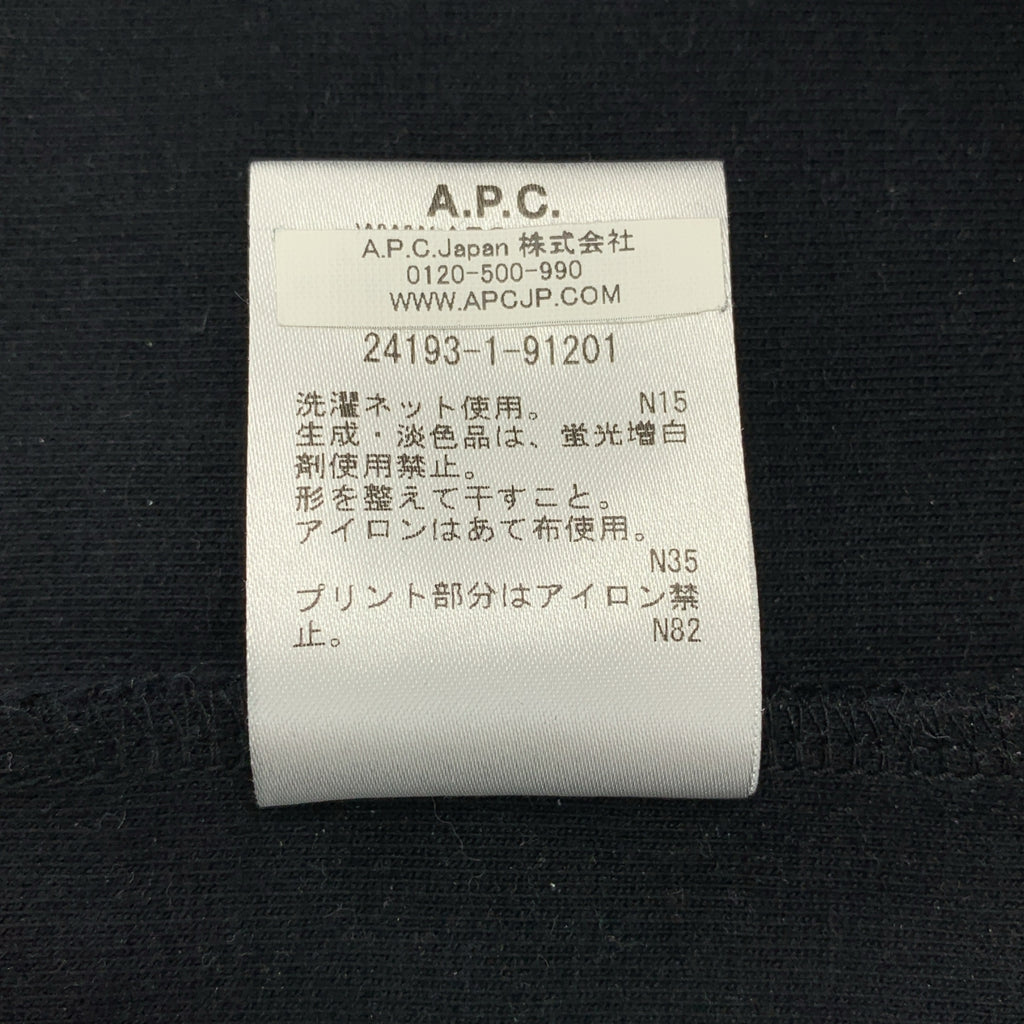 A.P.C.
A.P.C.Japan 株式会社
0120-500-990
WWW.APCJP.COM
24193-1-91201
洗濯ネット使用。 N15
生成・淡色品は、蛍光増白
剤使用禁止。
形を整えて干すこと。
アイロンはあて布使用。
N35
プリント部分はアイロン禁
止。 N82